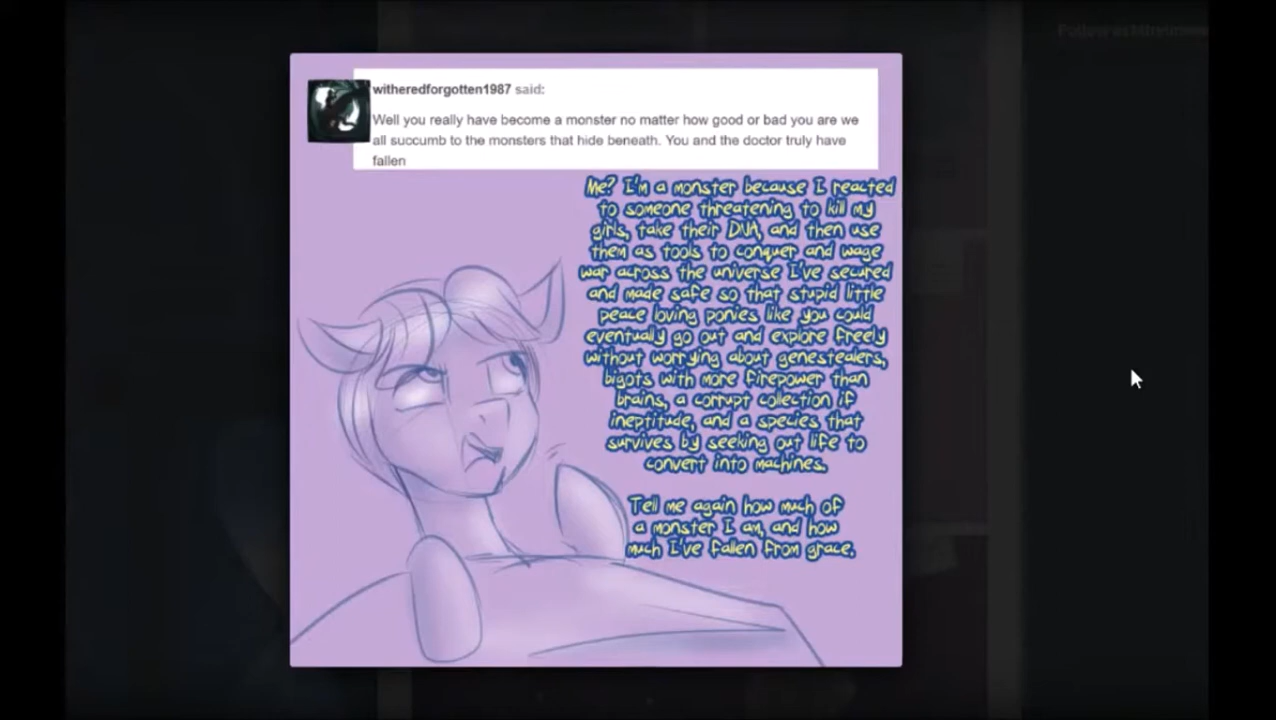 witheredforgotten1987 said:
Well you really have become a monster no matter how good or bad you are we
all succumb to the monsters that hide beneath. You and the doctor truly have
fallen
Me? I'm a monster because I reacted
to someone threatening to kill my
girls, take their DNA, and then use
them as tools to conquer and wage
war across the universe I've secured
and made safe so that stupid little
peace loving ponies like you could
eventually go out and explore freely
without worrying about genestealers,
bigots with more firepower than
brains, a corrupt collection if
ineptitude, and a species that
survives by seeking out life to
convert into machines.
Tell me again how much of
a monster I am, and how
much I've fallen from grace.